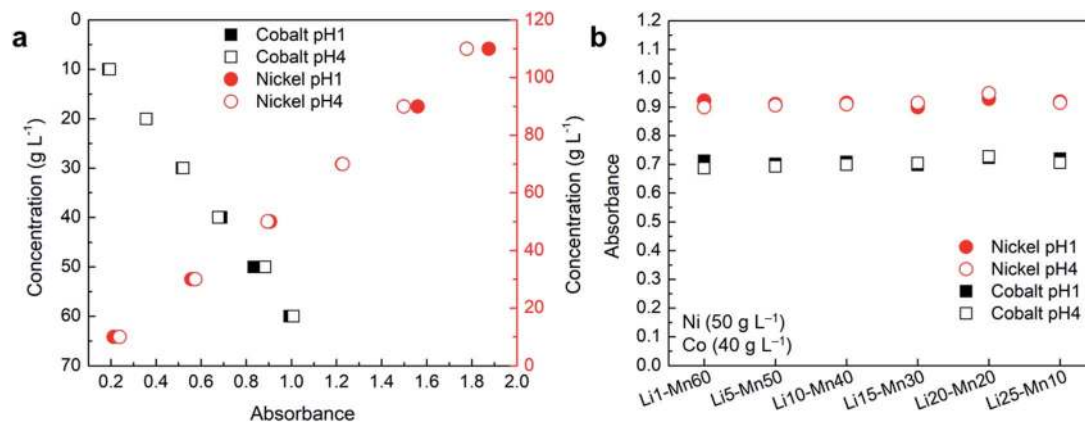 a
Concentration (g L⁻¹)
0
10
20
30
40
50
60
70
Cobalt pH1
Cobalt pH4
Nickel pH1
Nickel pH4
120
100
80
60
40
20
0
Concentration (g L⁻¹)
0.2 0.4 0.6 0.8 1.0 1.2 1.4 1.6 1.8 2.0
Absorbance
b
Absorbance
1.2
1.1
1.0
0.9
0.8
0.7
0.6
0.5
0.4
0.3
0.2
0.1
0.0
Nickel pH1
Nickel pH4
Cobalt pH1
Cobalt pH4
Ni (50 g L⁻¹)
Co (40 g L⁻¹)
Li1-Mn60 Li5-Mn50 Li10-Mn40 Li15-Mn30 Li20-Mn20 Li25-Mn10